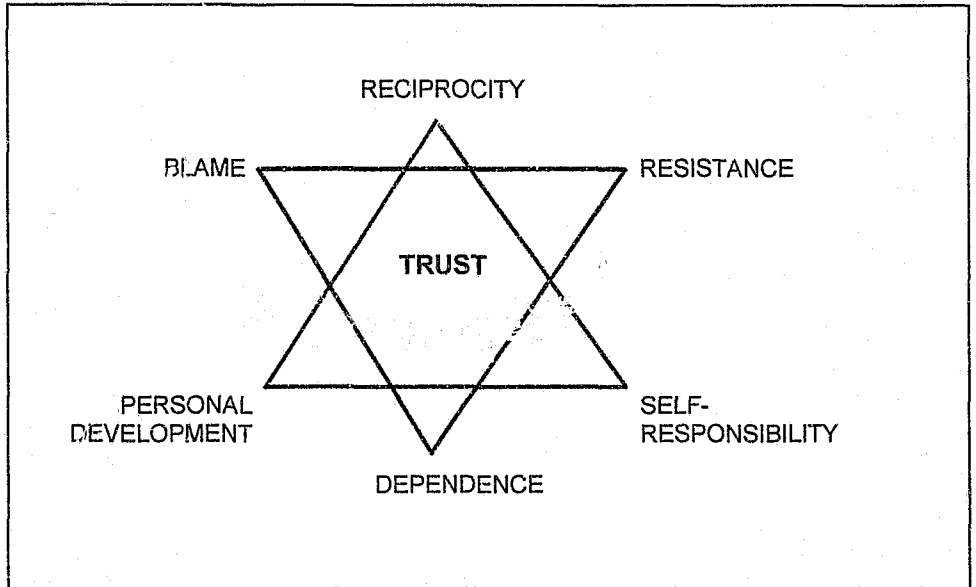 RECIPROCITY
BLAME
RESISTANCE
TRUST
PERSONAL
DEVELOPMENT
SELF-
RESPONSIBILITY
DEPENDENCE